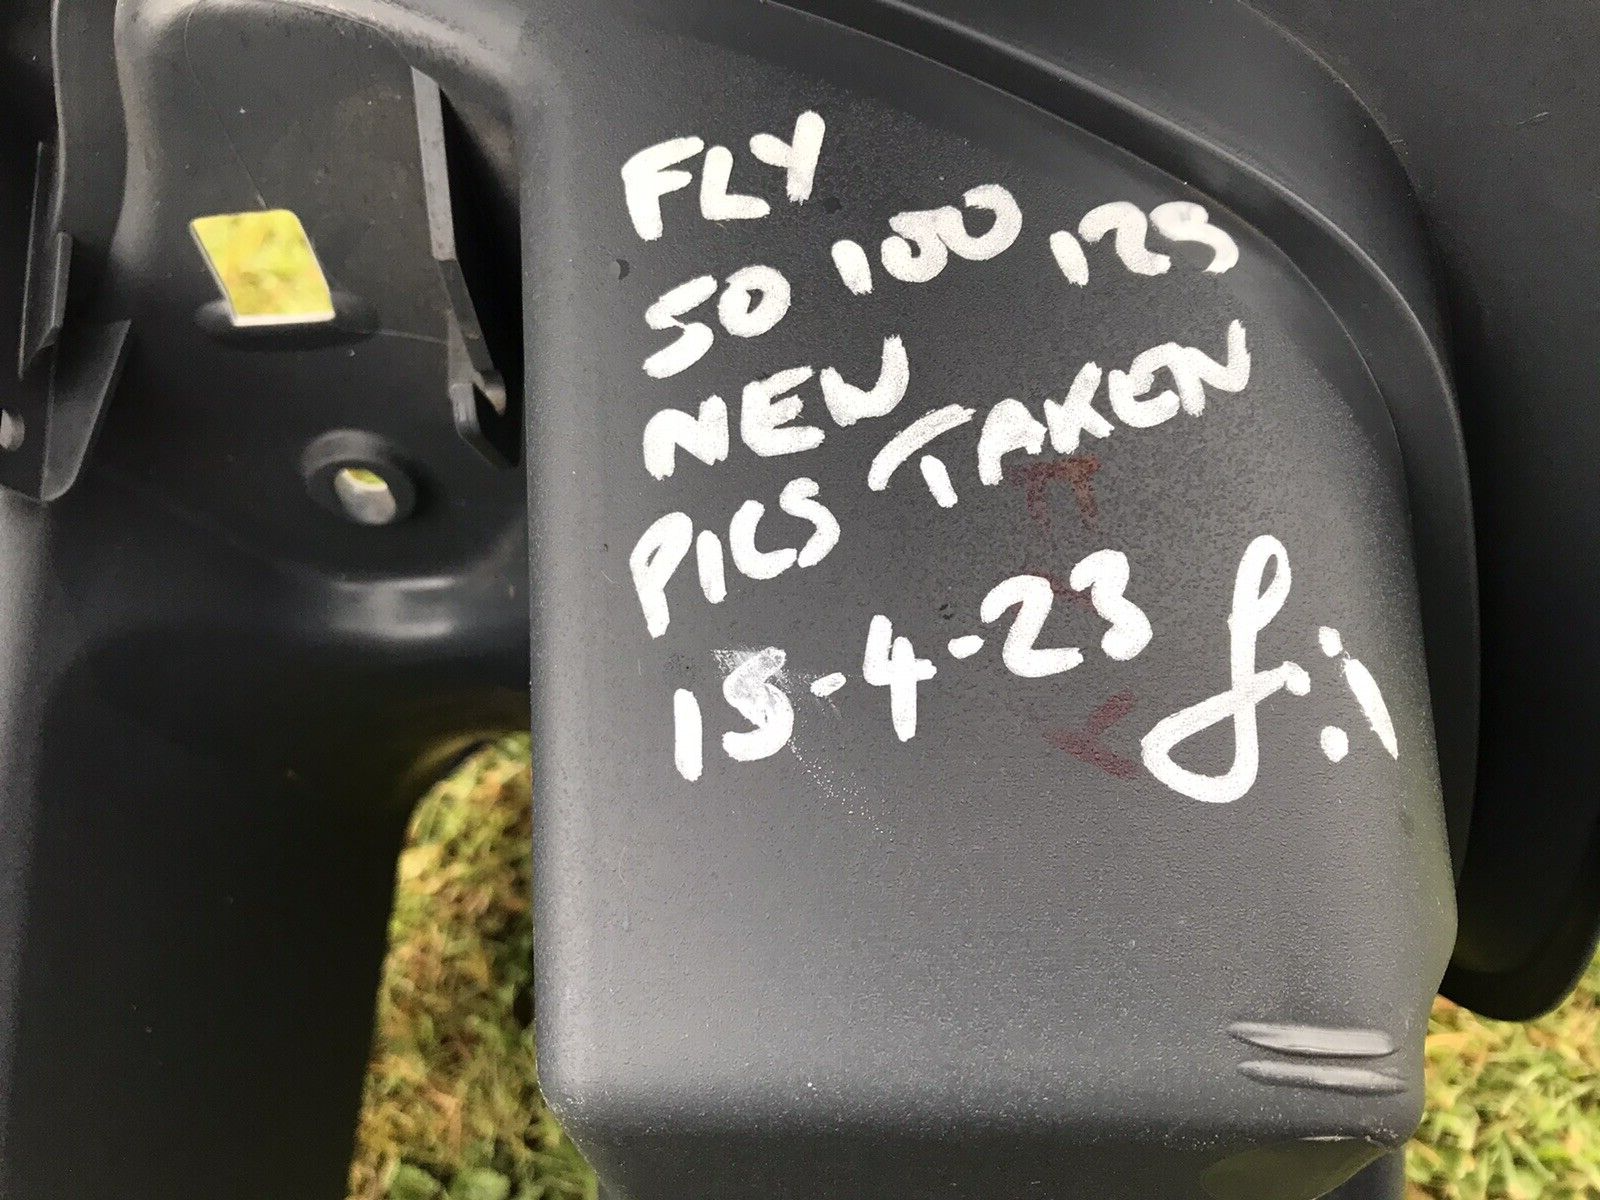 FLY
50 100 125
NEW
PICS TAKEN
15-4-23